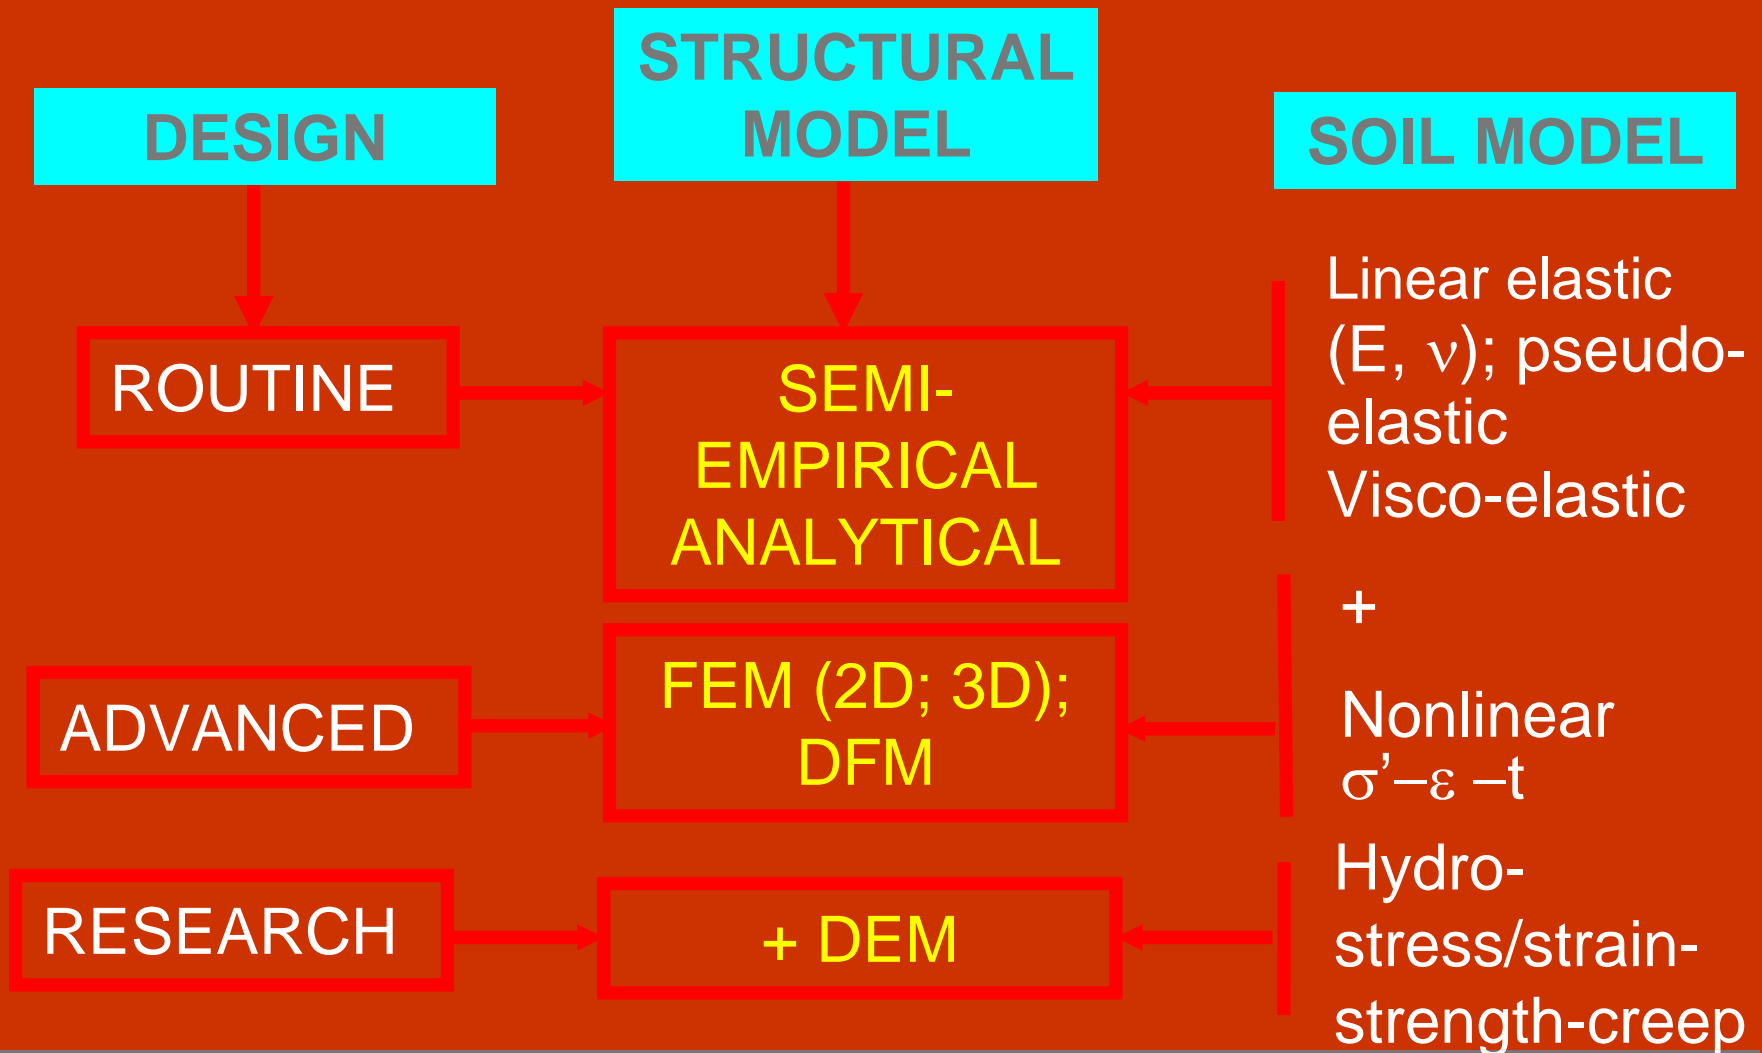 DESIGN
STRUCTURAL
MODEL
SOIL MODEL
ROUTINE
SEMI-
EMPIRICAL
ANALYTICAL
Linear elastic
(E, ν); pseudo-
elastic
Visco-elastic
ADVANCED
FEM (2D; 3D);
DFM
+
Nonlinear
σ’–ε –t
RESEARCH
+ DEM
Hydro-
stress/strain-
strength-creep